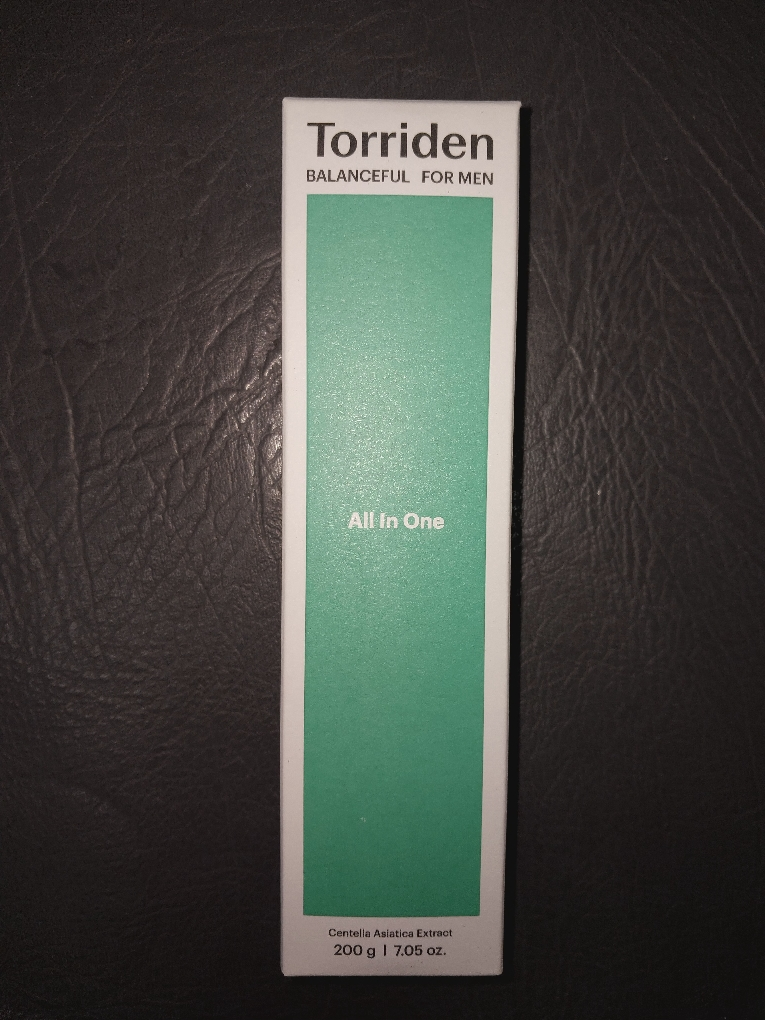 Torriden
BALANCEFUL FOR MEN
All in One
Centella Asiatica Extract
200 g | 7.05 oz.